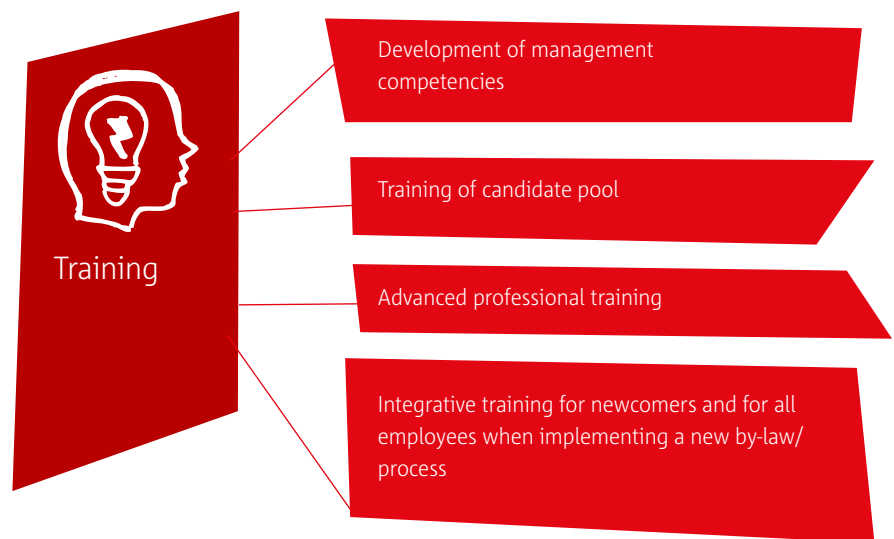 Training
Development of management
competencies
Training of candidate pool
Advanced professional training
Integrative training for newcomers and for all
employees when implementing a new by-law/
process